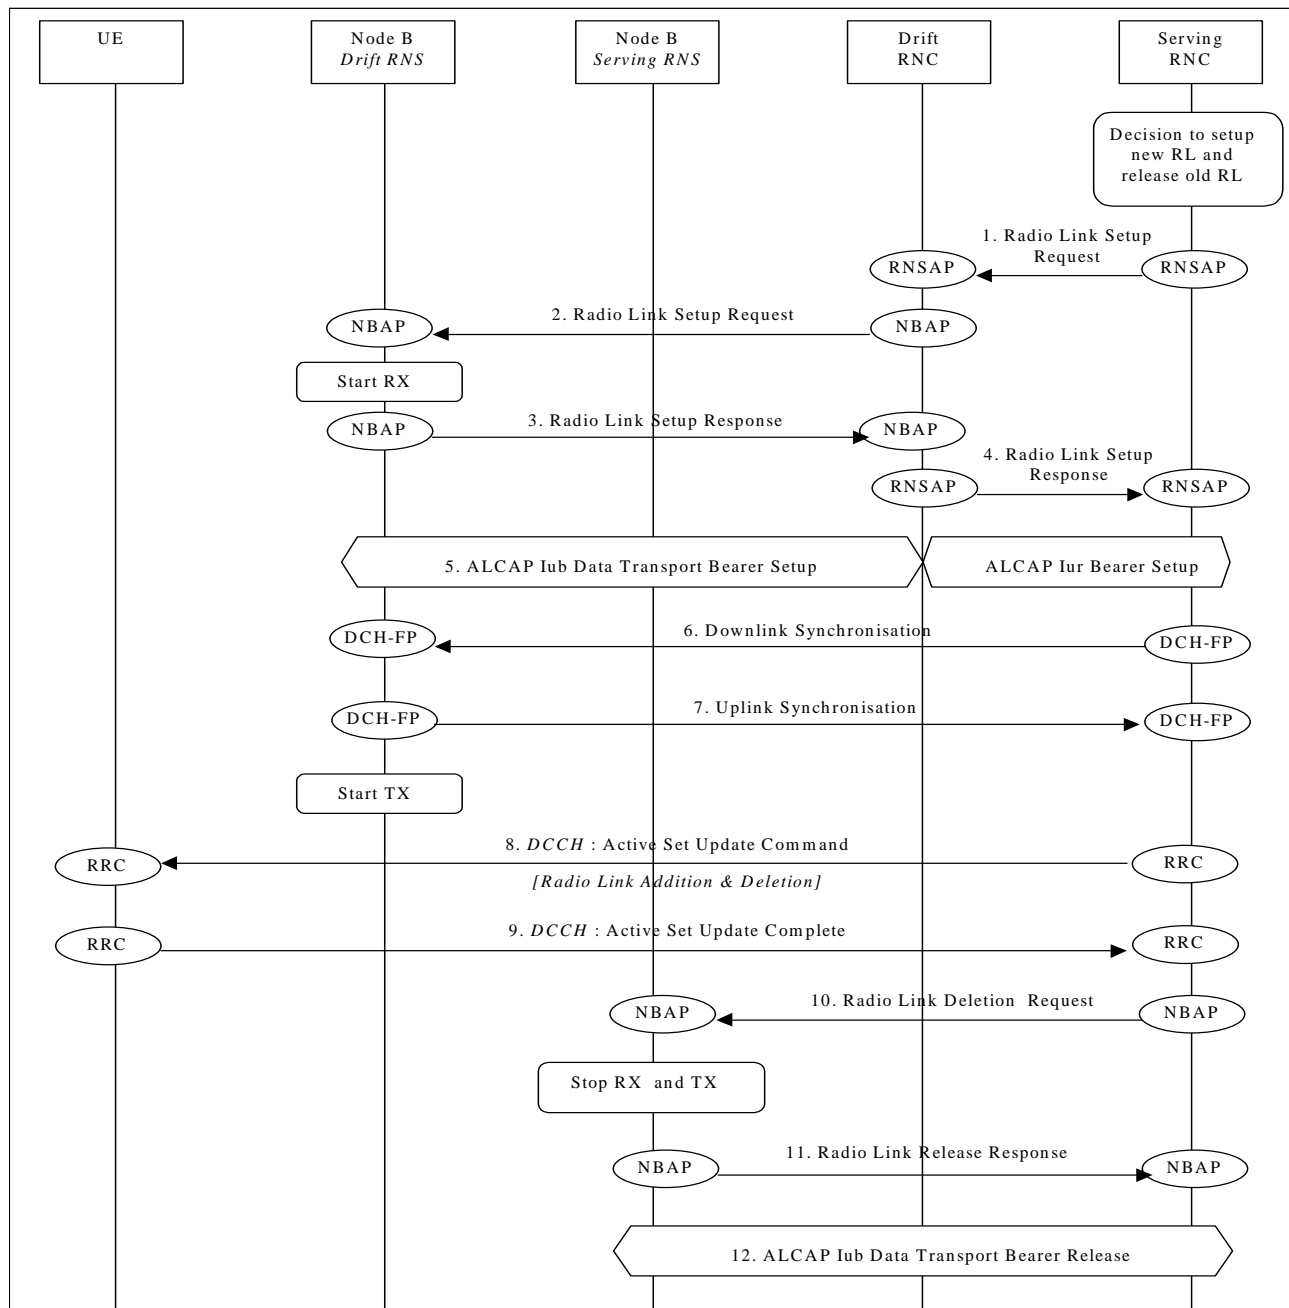 UE
Node B
Drift RNS
Node B
Serving RNS
Drift
RNC
Serving
RNC
Decision to setup
new RL and
release old RL
1. Radio Link Setup
Request
RNSAP
RNSAP
2. Radio Link Setup Request
NBAP
NBAP
Start RX
3. Radio Link Setup Response
NBAP
NBAP
4. Radio Link Setup
Response
RNSAP
RNSAP
5. ALCAP Iub Data Transport Bearer Setup
ALCAP Iur Bearer Setup
6. Downlink Synchronisation
DCH-FP
DCH-FP
7. Uplink Synchronisation
DCH-FP
DCH-FP
Start TX
8. DCCH : Active Set Update Command
RRC
RRC
[Radio Link Addition & Deletion]
9. DCCH : Active Set Update Complete
RRC
RRC
10. Radio Link Deletion Request
NBAP
NBAP
Stop RX and TX
11. Radio Link Release Response
NBAP
NBAP
12. ALCAP Iub Data Transport Bearer Release